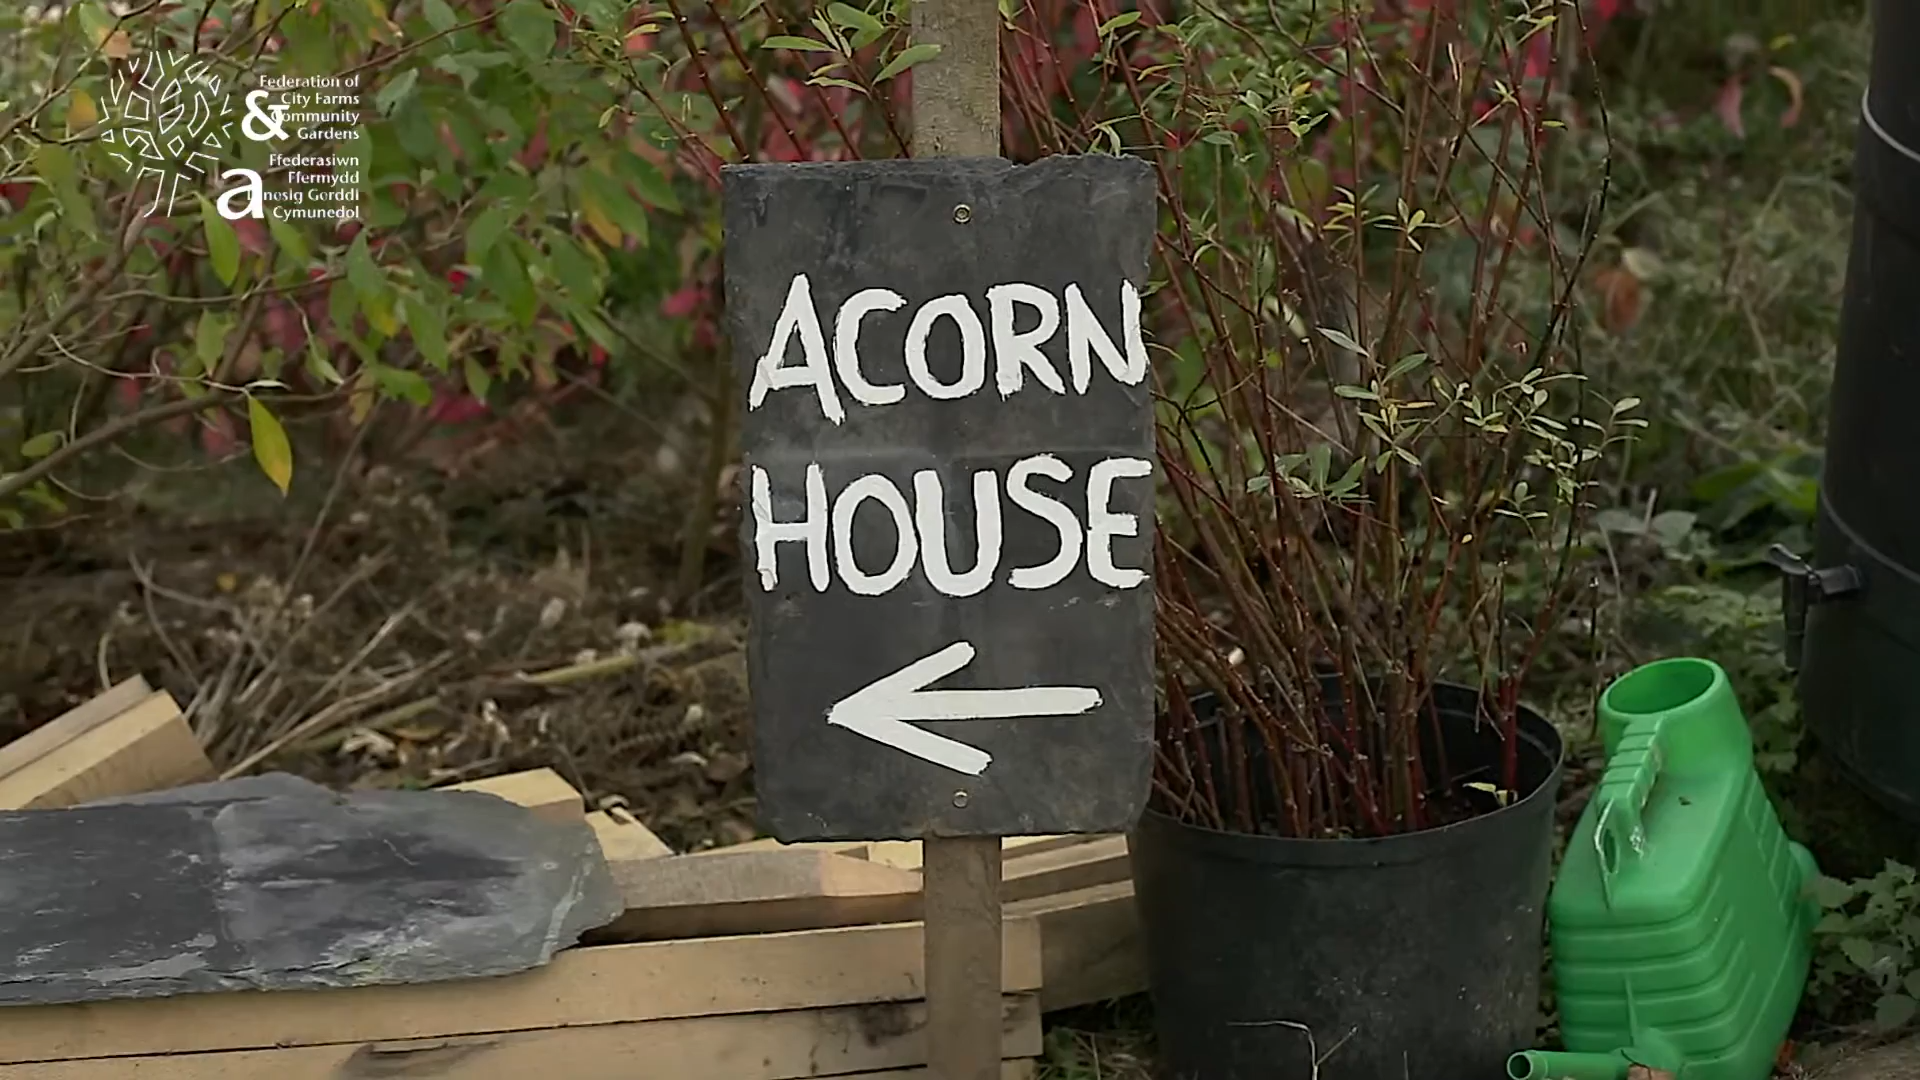 Federation of
City Farms
& Community
Gardens
Ffederasiwn
Ffermydd
a Gerddi
Cymunedol
ACORN
HOUSE